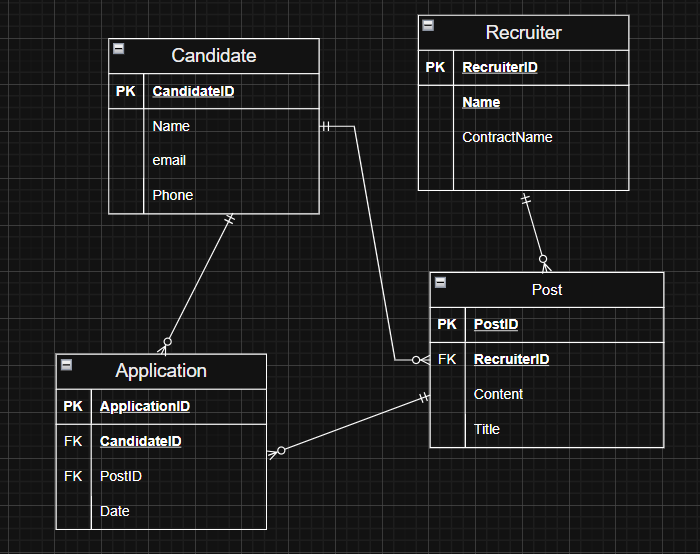 Candidate
PK CandidateID
Name
email
Phone
Recruiter
PK RecruiterID
Name
ContractName
Post
PK PostID
FK RecruiterID
Content
Title
Application
PK ApplicationID
FK CandidateID
FK PostID
Date